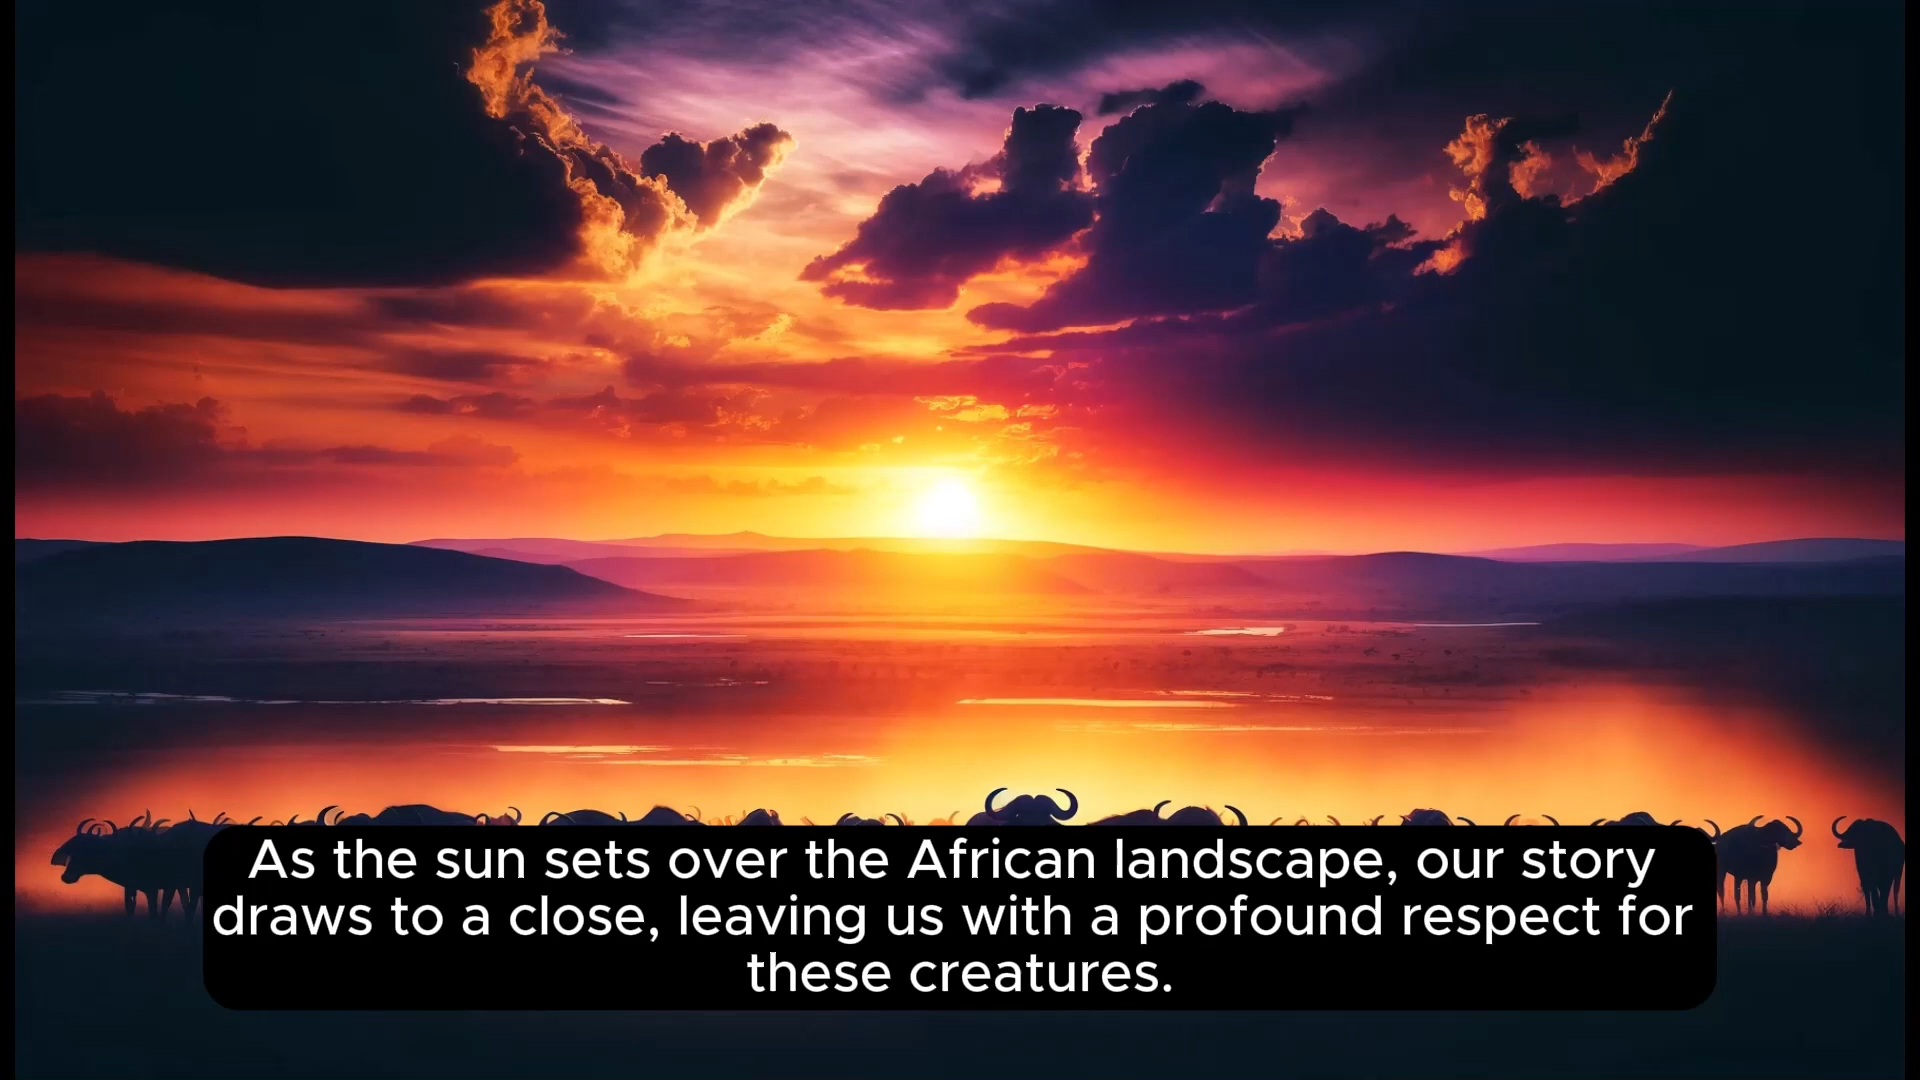 As the sun sets over the African landscape, our story
draws to a close, leaving us with a profound respect for
these creatures.